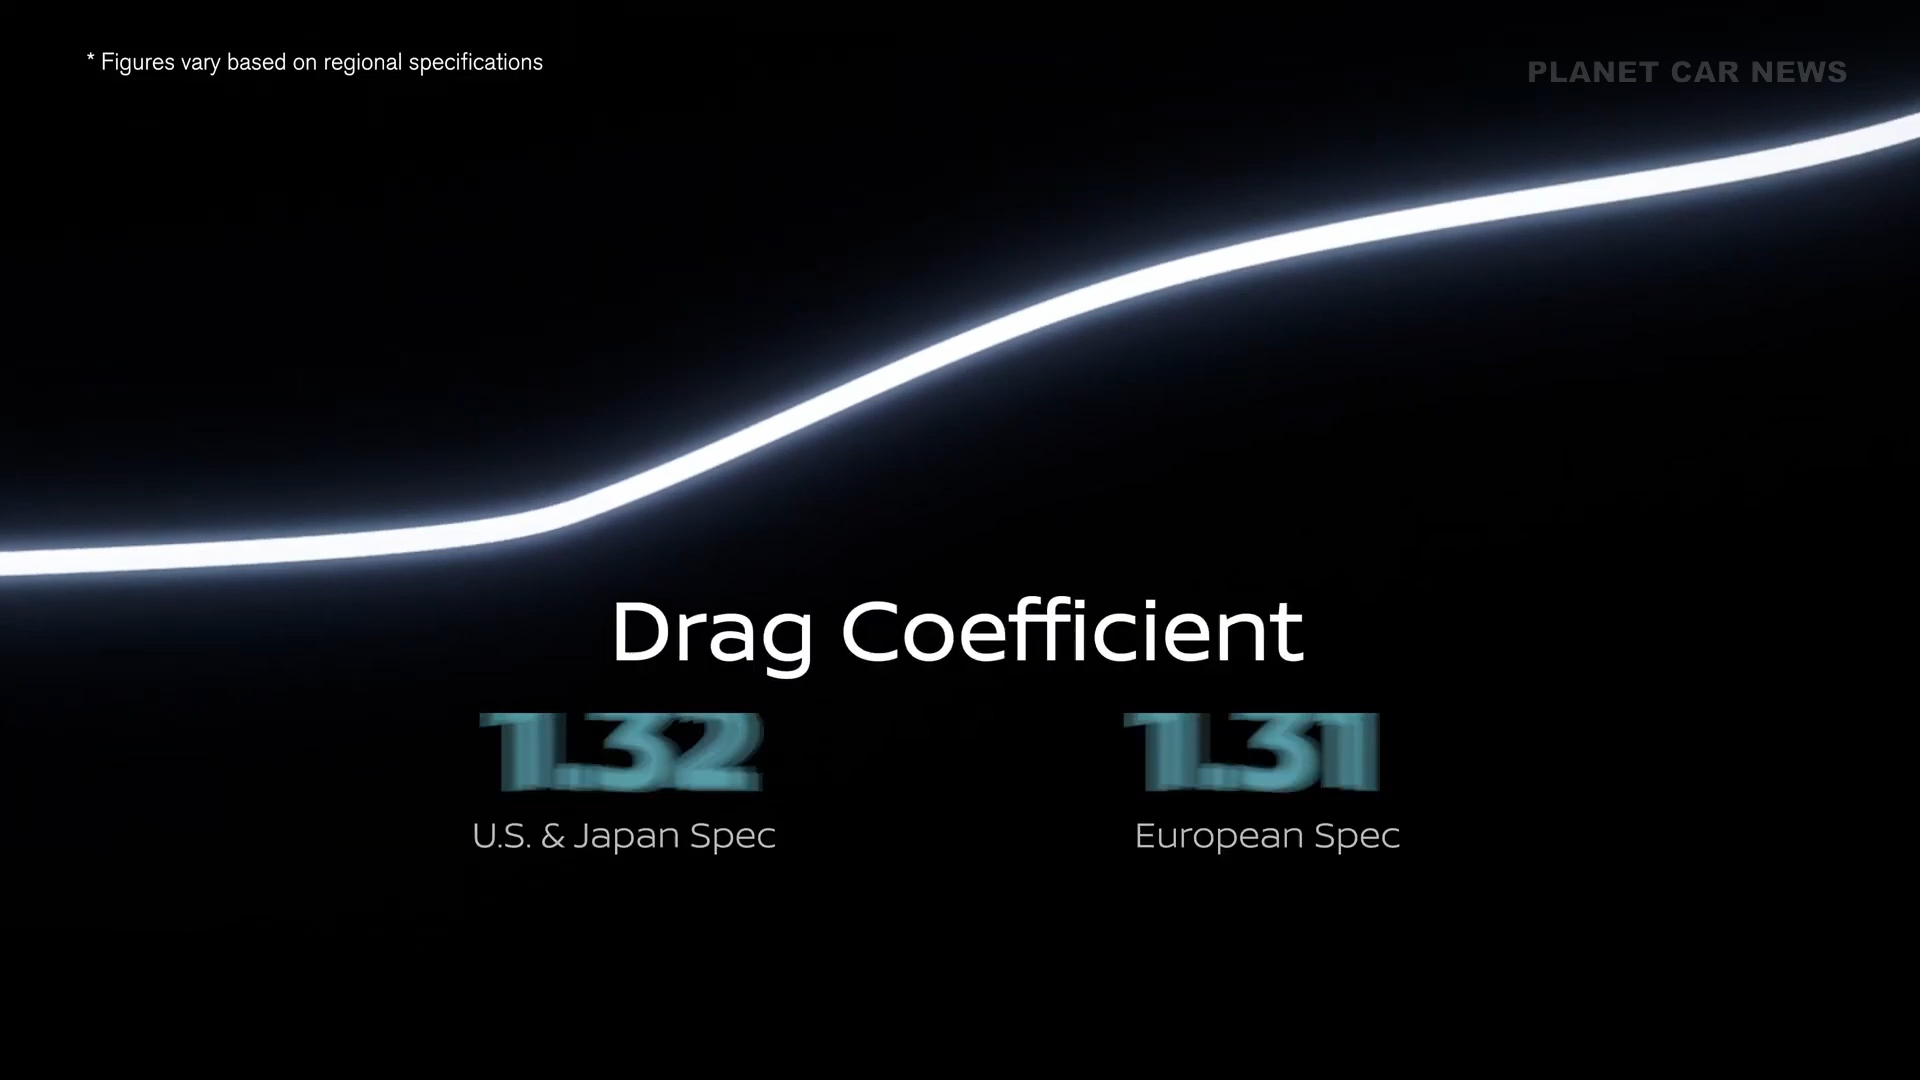 * Figures vary based on regional specifications
PLANET CAR NEWS
Drag Coefficient
1.32 1.31
U.S. & Japan Spec European Spec